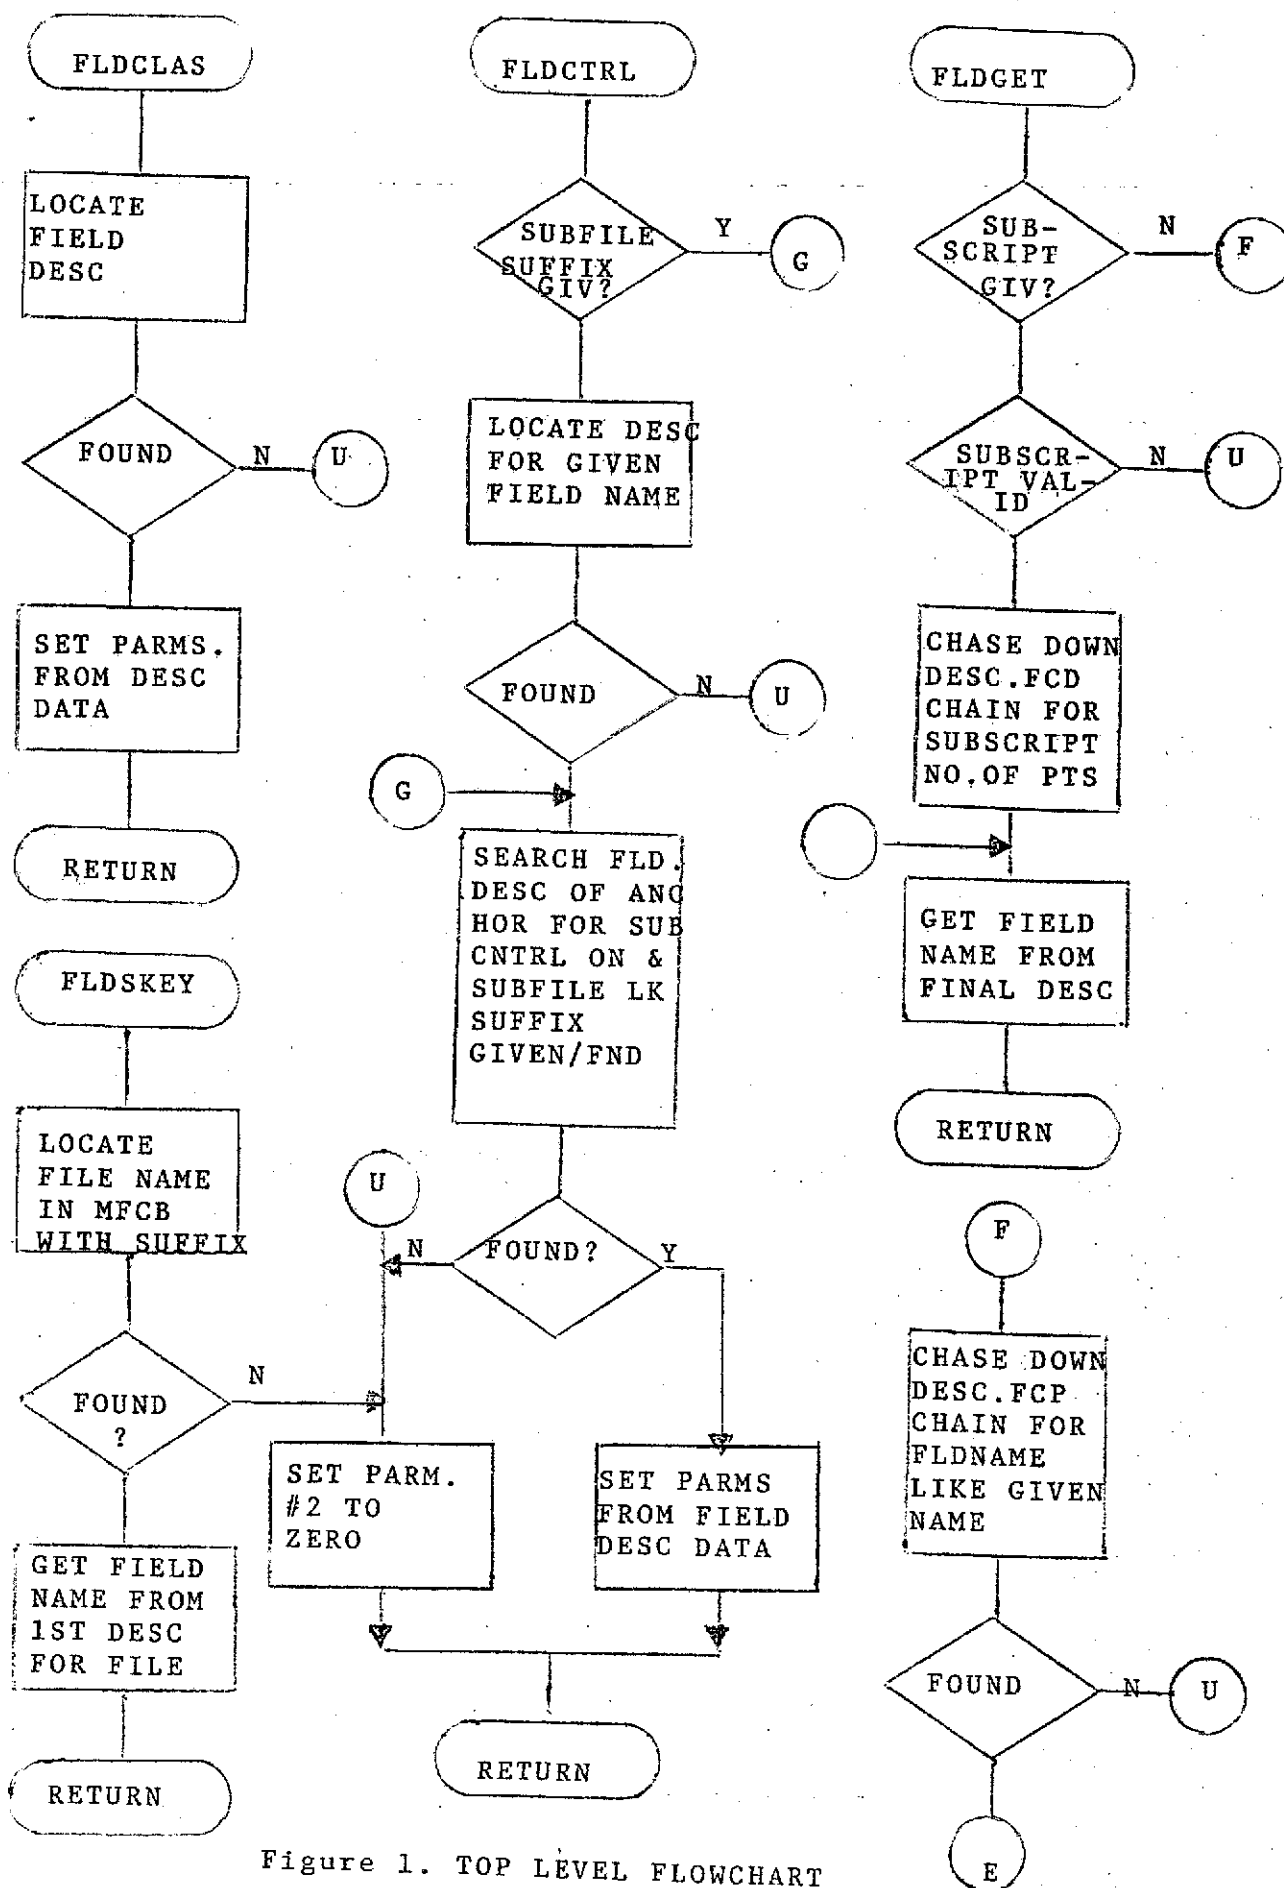 FLDCLAS
LOCATE
FIELD
DESC
FOUND
N
U
SET PARMS.
FROM DESC
DATA
RETURN
FLDSKEY
LOCATE
FILE NAME
IN MFCB
WITH SUFFIX
FOUND
?
N
GET FIELD
NAME FROM
1ST DESC
FOR FILE
RETURN
FLDCTRL
SUBFILE
SUFFIX
GIV?
Y
G
LOCATE DESC
FOR GIVEN
FIELD NAME
FOUND
N
U
G
SEARCH FLD.
DESC OF ANC
HOR FOR SUB
CNTRL ON &
SUBFILE LK
SUFFIX
GIVEN/FND
U
N
FOUND?
Y
SET PARM.
#2 TO
ZERO
SET PARMS
FROM FIELD
DESC DATA
RETURN
FLDGET
SUB-
SCRIPT
GIV?
N
F
SUBSCR-
IPT VAL-
ID
N
U
CHASE DOWN
DESC.FCD
CHAIN FOR
SUBSCRIPT
NO.OF PTS
GET FIELD
NAME FROM
FINAL DESC
RETURN
F
CHASE DOWN
DESC.FCP
CHAIN FOR
FLDNAME
LIKE GIVEN
NAME
FOUND
N
U
E
Figure 1. TOP LEVEL FLOWCHART